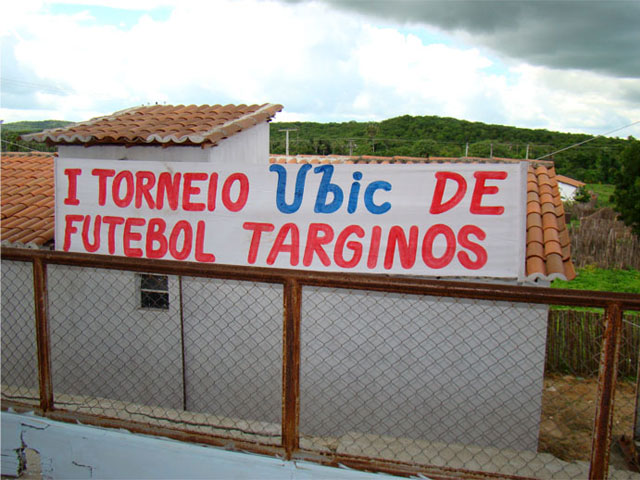 I TORNEIO Ubic DE
FUTEBOL TARGINOS